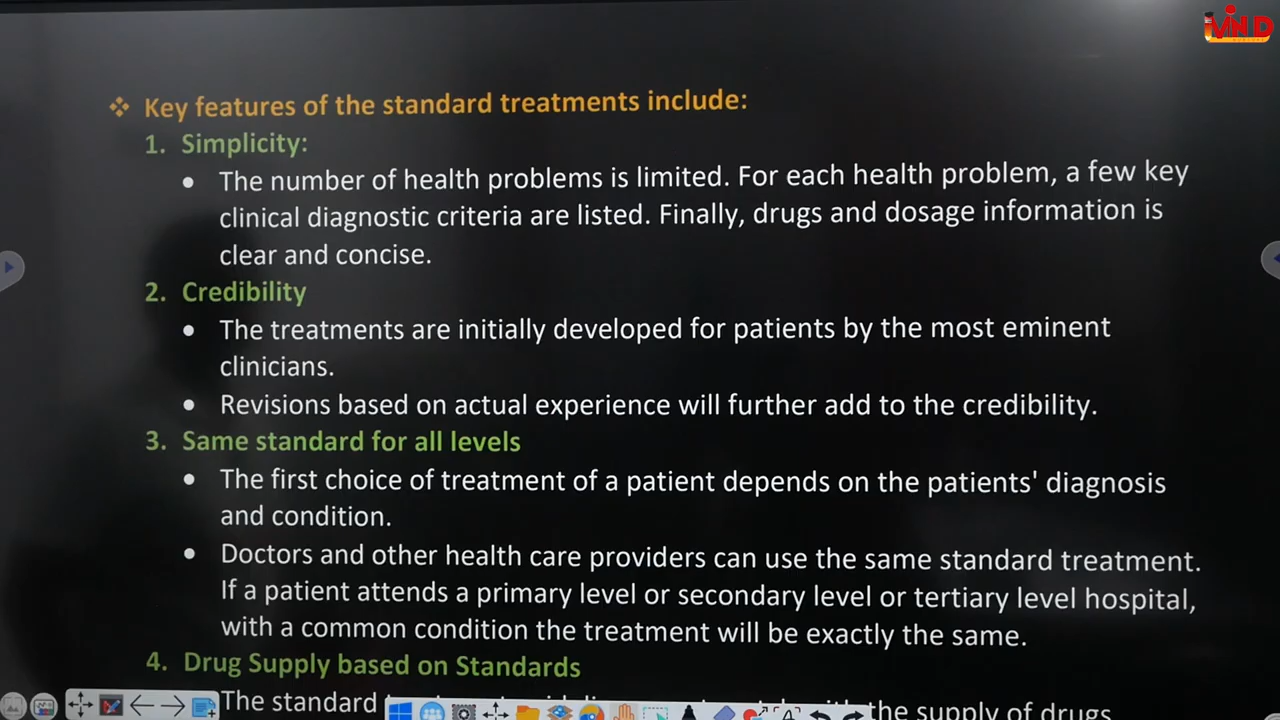 MIND
❖ Key features of the standard treatments include:
1. Simplicity:
• The number of health problems is limited. For each health problem, a few key
clinical diagnostic criteria are listed. Finally, drugs and dosage information is
clear and concise.
2. Credibility
• The treatments are initially developed for patients by the most eminent
clinicians.
• Revisions based on actual experience will further add to the credibility.
3. Same standard for all levels
• The first choice of treatment of a patient depends on the patients' diagnosis
and condition.
• Doctors and other health care providers can use the same standard treatment.
If a patient attends a primary level or secondary level or tertiary level hospital,
with a common condition the treatment will be exactly the same.
4. Drug Supply based on Standards
The standard the supply of drugs